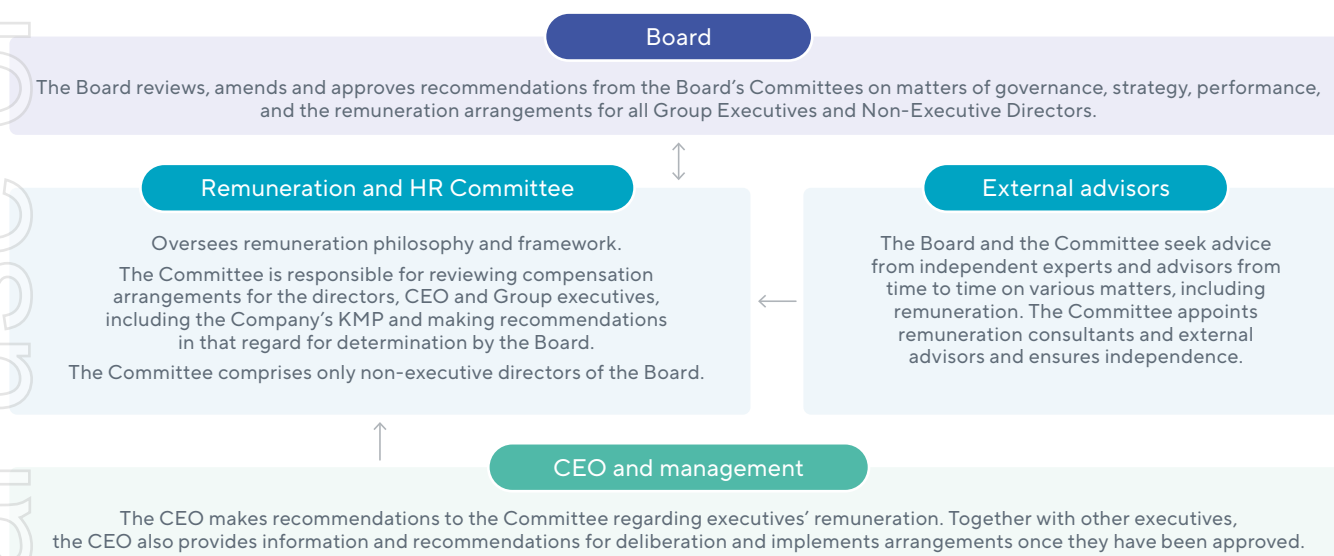 Board
The Board reviews, amends and approves recommendations from the Board's Committees on matters of governance, strategy, performance,
and the remuneration arrangements for all Group Executives and Non-Executive Directors.
Remuneration and HR Committee
Oversees remuneration philosophy and framework.
The Committee is responsible for reviewing compensation
arrangements for the directors, CEO and Group executives,
including the Company's KMP and making recommendations
in that regard for determination by the Board.
The Committee comprises only non-executive directors of the Board.
External advisors
The Board and the Committee seek advice
from independent experts and advisors from
time to time on various matters, including
remuneration. The Committee appoints
remuneration consultants and external
advisors and ensures independence.
CEO and management
The CEO makes recommendations to the Committee regarding executives' remuneration. Together with other executives,
the CEO also provides information and recommendations for deliberation and implements arrangements once they have been approved.